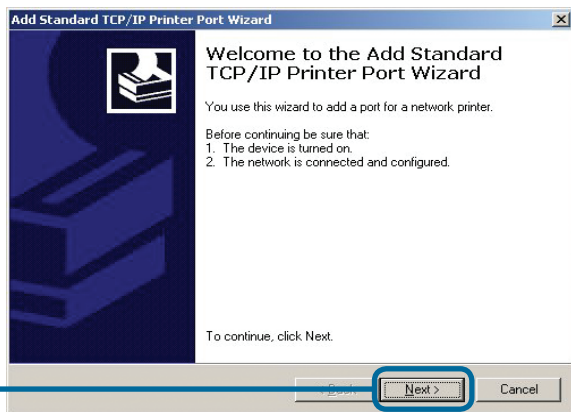 Add Standard TCP/IP Printer Port Wizard
Welcome to the Add Standard
TCP/IP Printer Port Wizard
You use this wizard to add a port for a network printer.
Before continuing be sure that:
1. The device is turned on.
2. The network is connected and configured.
To continue, click Next.
Next >
Cancel